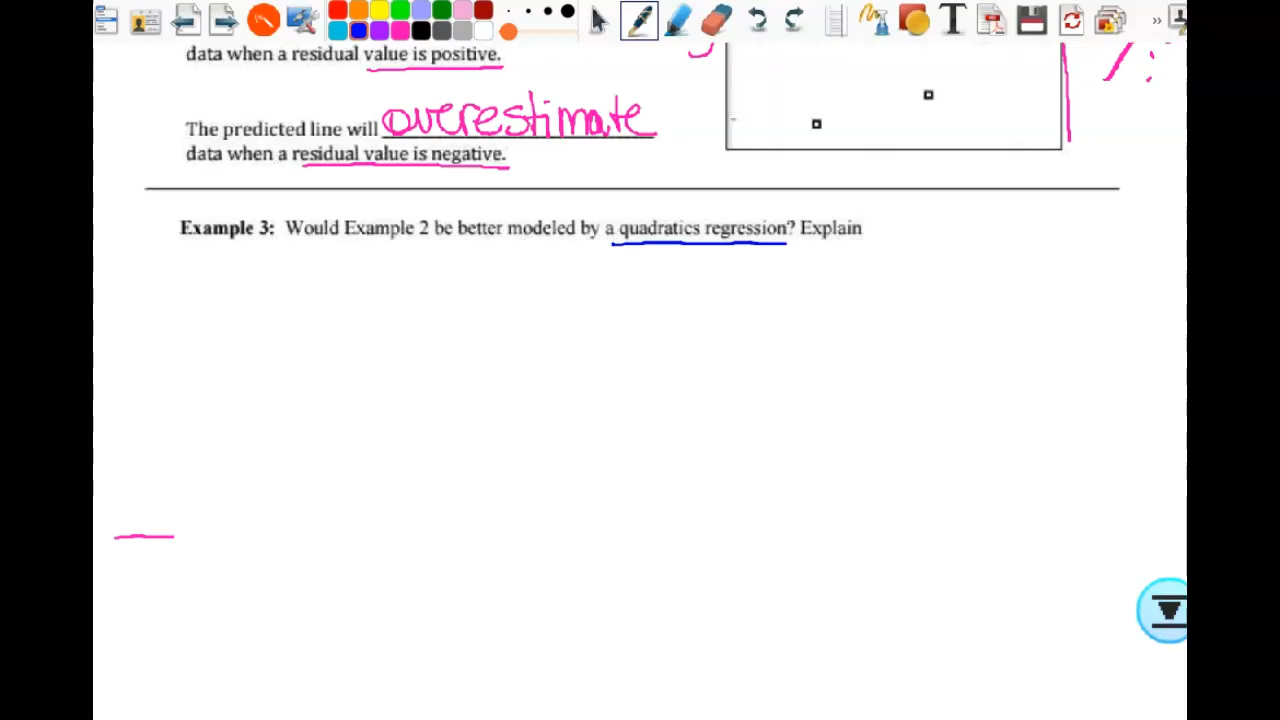 data when a residual value is positive.
The predicted line will overestimate
data when a residual value is negative.
Example 3: Would Example 2 be better modeled by a quadratics regression? Explain